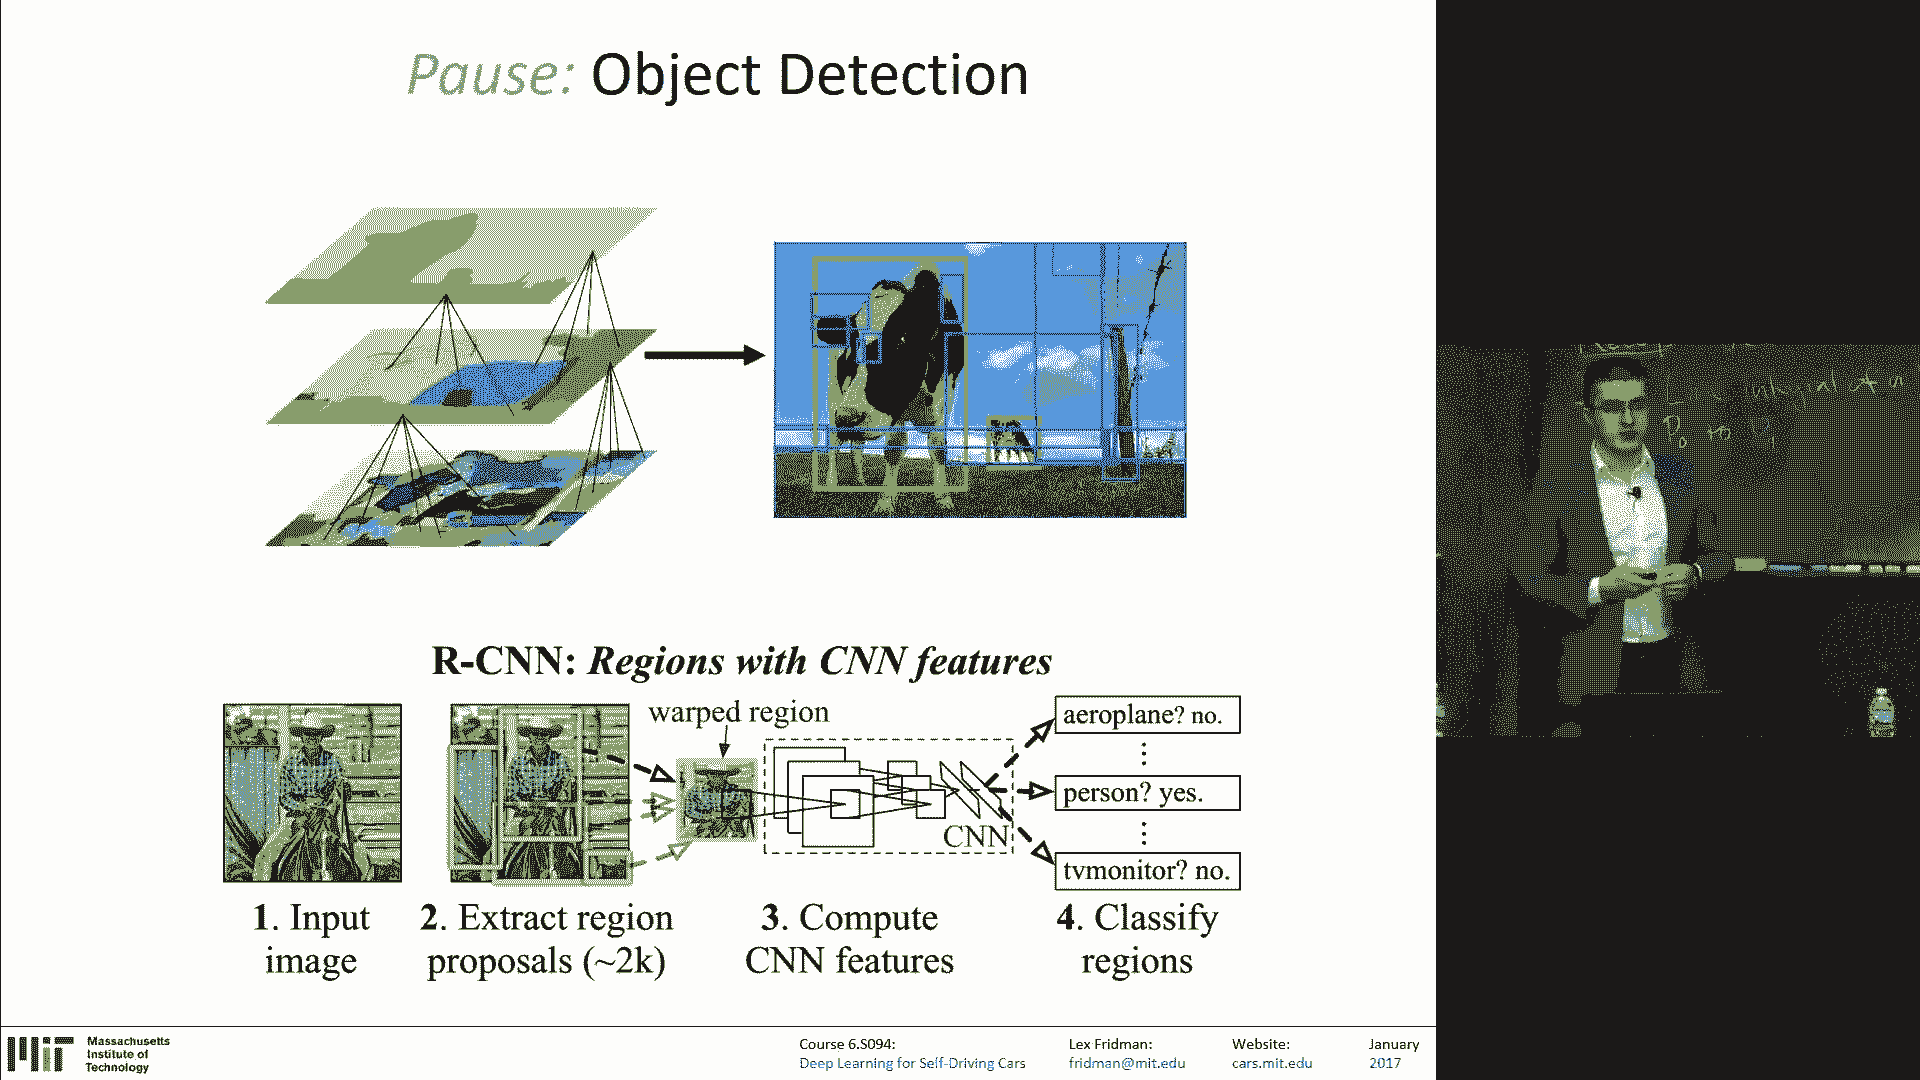 Pause: Object Detection
R-CNN: Regions with CNN features
warped region
aeroplane? no.
person? yes.
tvmonitor? no.
CNN
1. Input
image
2. Extract region
proposals (~2k)
3. Compute
CNN features
4. Classify
regions
MIT
Massachusetts
Institute of
Technology
Course 6.S094:
Deep Learning for Self-Driving Cars
Lex Fridman:
fridman@mit.edu
Website:
cars.mit.edu
January
2017